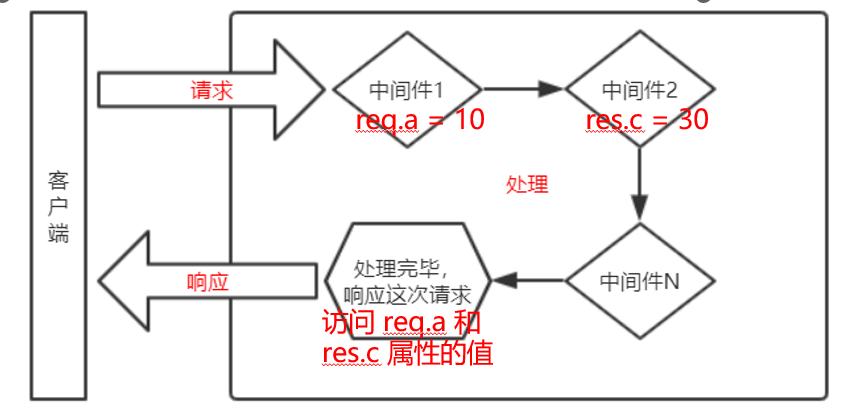 客户端
请求
中间件1
req.a = 10
中间件2
res.c = 30
处理
中间件N
处理完毕，
响应这次请求
访问 req.a 和
res.c 属性的值
响应